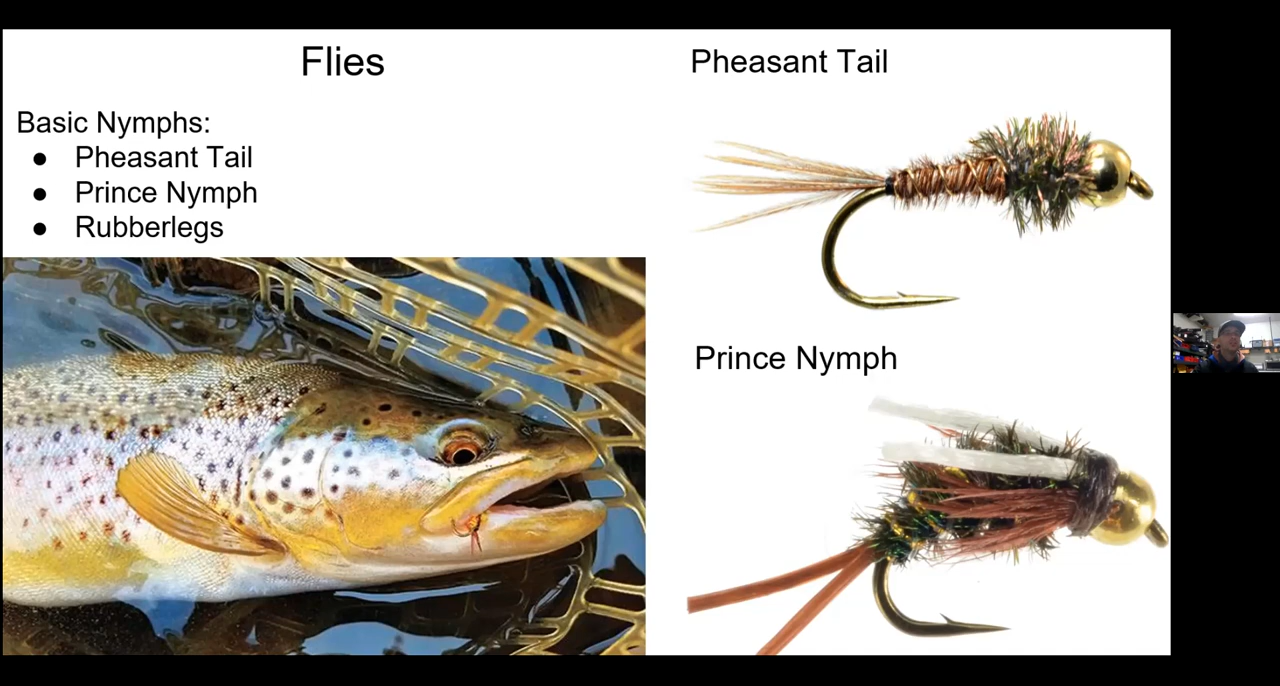 Flies
Basic Nymphs:
● Pheasant Tail
● Prince Nymph
● Rubberlegs
Pheasant Tail
Prince Nymph